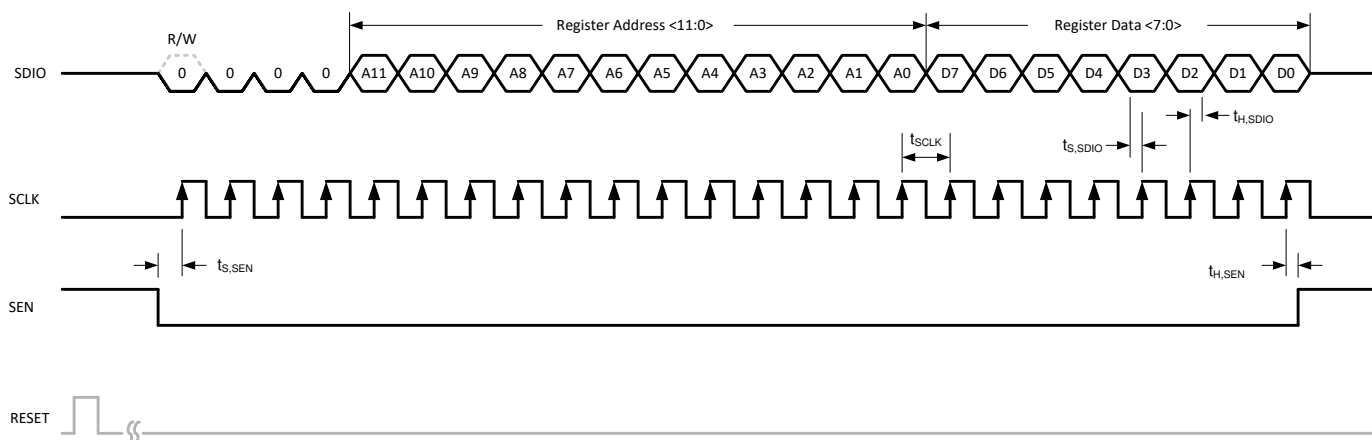 Register Address <11:0> Register Data <7:0>
R/W
SDIO 0 0 0 0 A11 A10 A9 A8 A7 A6 A5 A4 A3 A2 A1 A0 D7 D6 D5 D4 D3 D2 D1 D0
tH,SDIO
tSCLK tS,SDIO
SCLK
tS,SEN tH,SEN
SEN
RESET